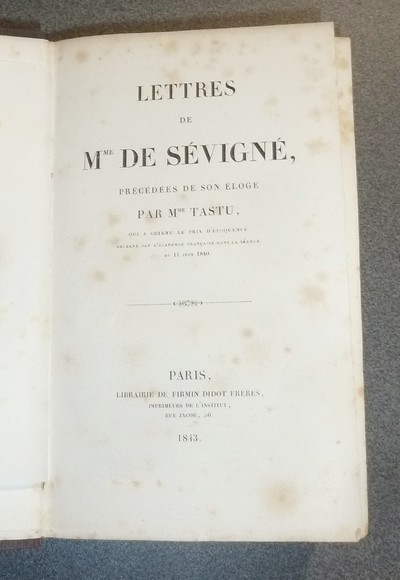 LETTRES
DE
MME DE SÉVIGNÉ,
PRÉCÉDÉES DE SON ÉLOGE
PAR MME TASTU,
QUI A OBTENU LE PRIX D'ÉLOQUENCE
DÉCERNÉ PAR L'ACADÉMIE FRANÇAISE DANS LA SÉANCE
DU 11 JUIN 1840.
PARIS,
LIBRAIRIE DE FIRMIN DIDOT FRÈRES,
IMPRIMEURS DE L'INSTITUT,
RUE JACOB, 56.
1843.